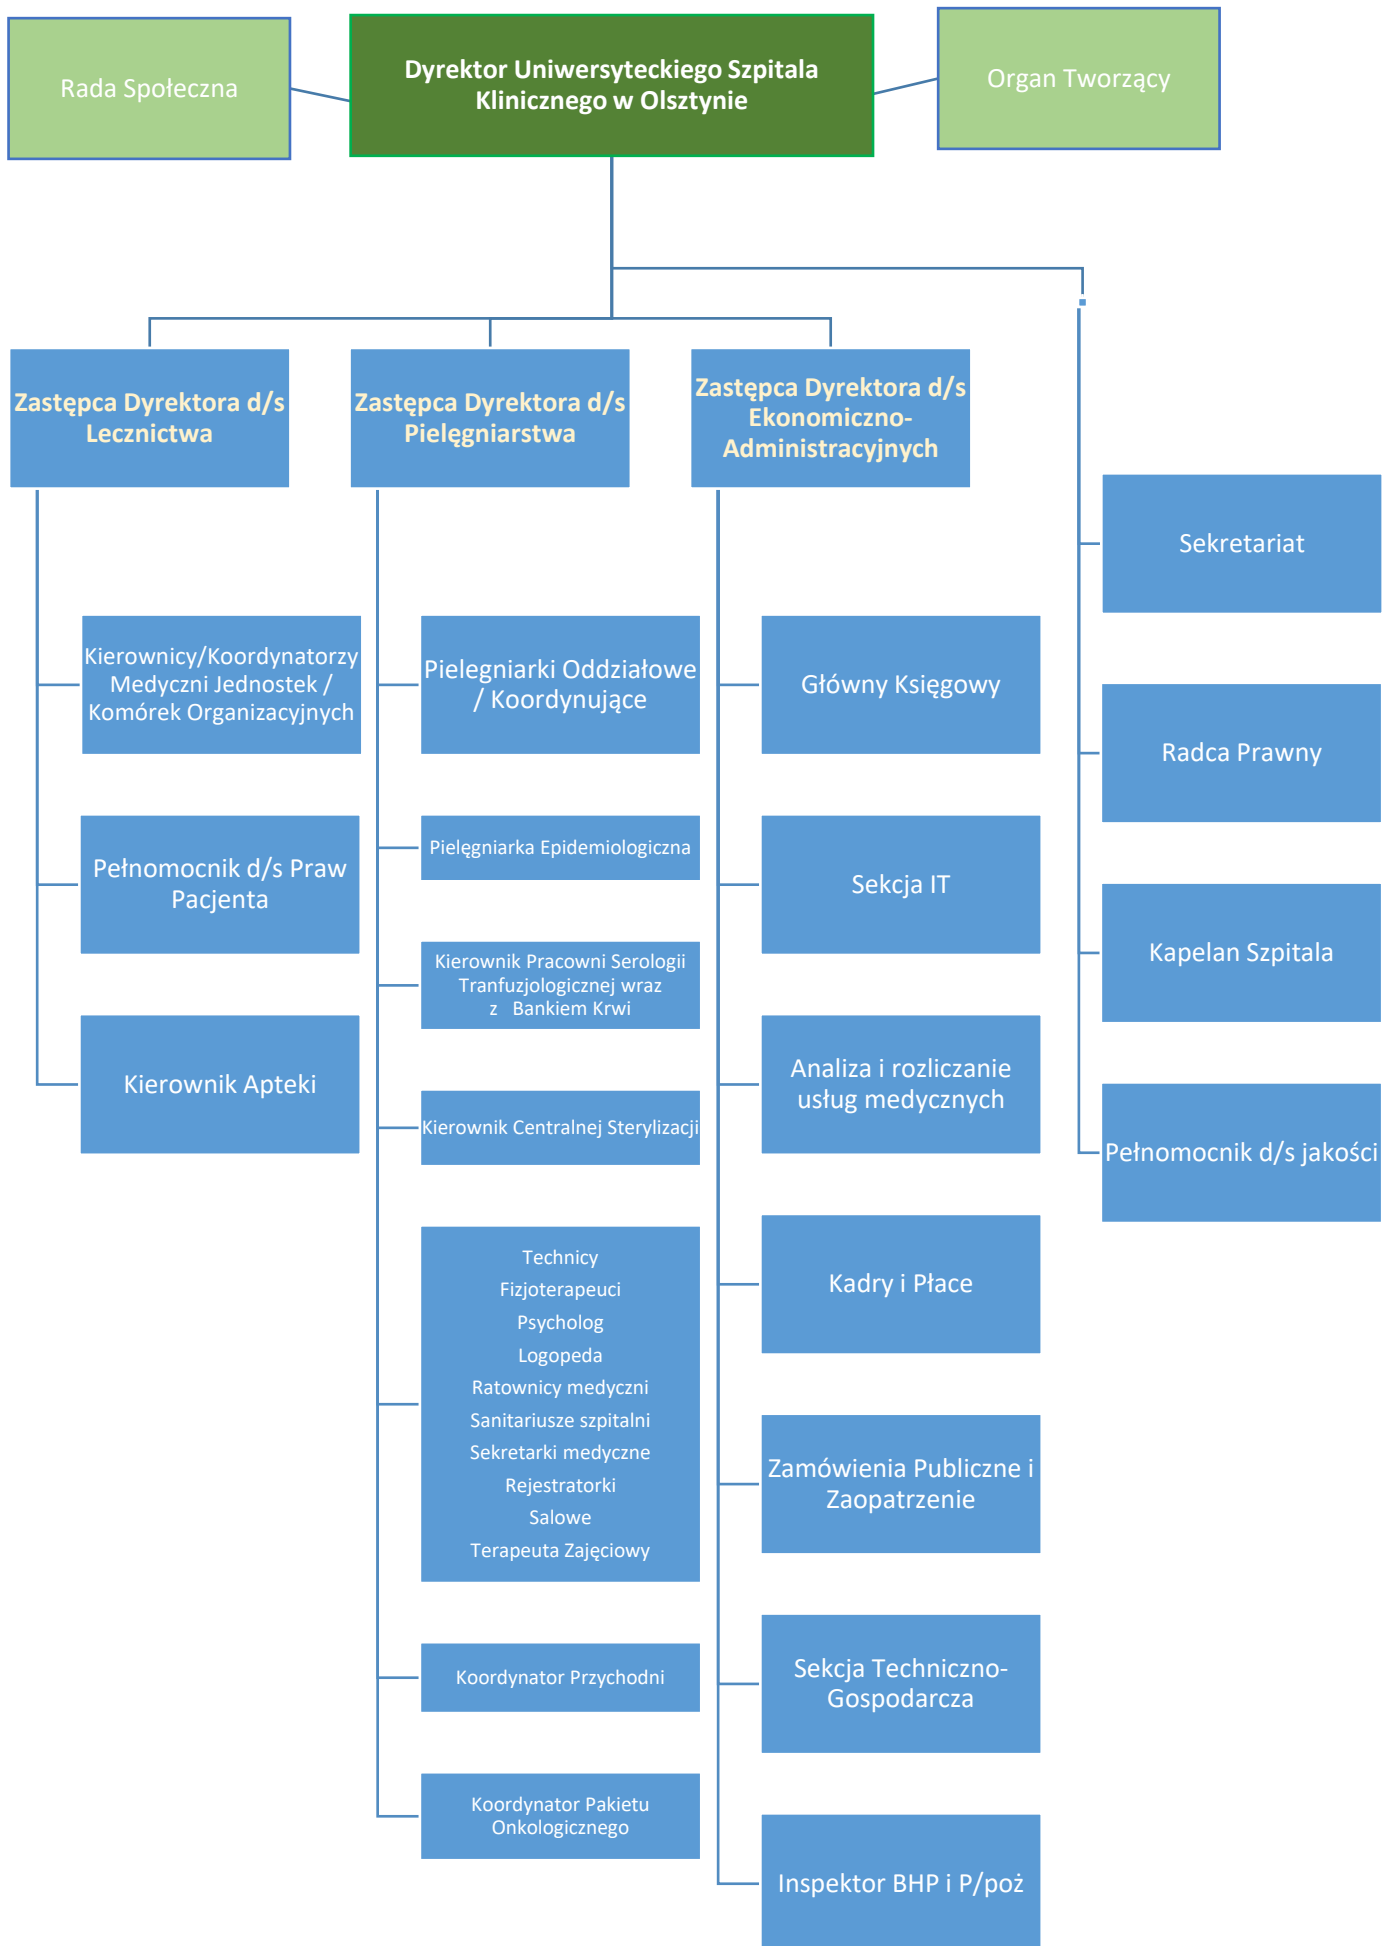 Rada Społeczna
Dyrektor Uniwersyteckiego Szpitala
Klinicznego w Olsztynie
Organ Tworzący
Zastępca Dyrektora d/s
Lecznictwa
Zastępca Dyrektora d/s
Pielęgniarstwa
Zastępca Dyrektora d/s
Ekonomiczno-
Administracyjnych
Kierownicy/Koordynatorzy
Medyczni Jednostek /
Komórek Organizacyjnych
Pełnomocnik d/s Praw
Pacjenta
Kierownik Apteki
Pielegniarki Oddziałowe
/ Koordynujące
Pielęgniarka Epidemiologiczna
Kierownik Pracowni Serologii
Tranfuzjologicznej wraz
z Bankiem Krwi
Kierownik Centralnej Sterylizacji
Technicy
Fizjoterapeuci
Psycholog
Logopeda
Ratownicy medyczni
Sanitariusze szpitalni
Sekretarki medyczne
Rejestratorki
Salowe
Terapeuta Zajęciowy
Koordynator Przychodni
Koordynator Pakietu
Onkologicznego
Główny Księgowy
Sekcja IT
Analiza i rozliczanie
usług medycznych
Kadry i Płace
Zamówienia Publiczne i
Zaopatrzenie
Sekcja Techniczno-
Gospodarcza
Inspektor BHP i P/poż
Sekretariat
Radca Prawny
Kapelan Szpitala
Pełnomocnik d/s jakości